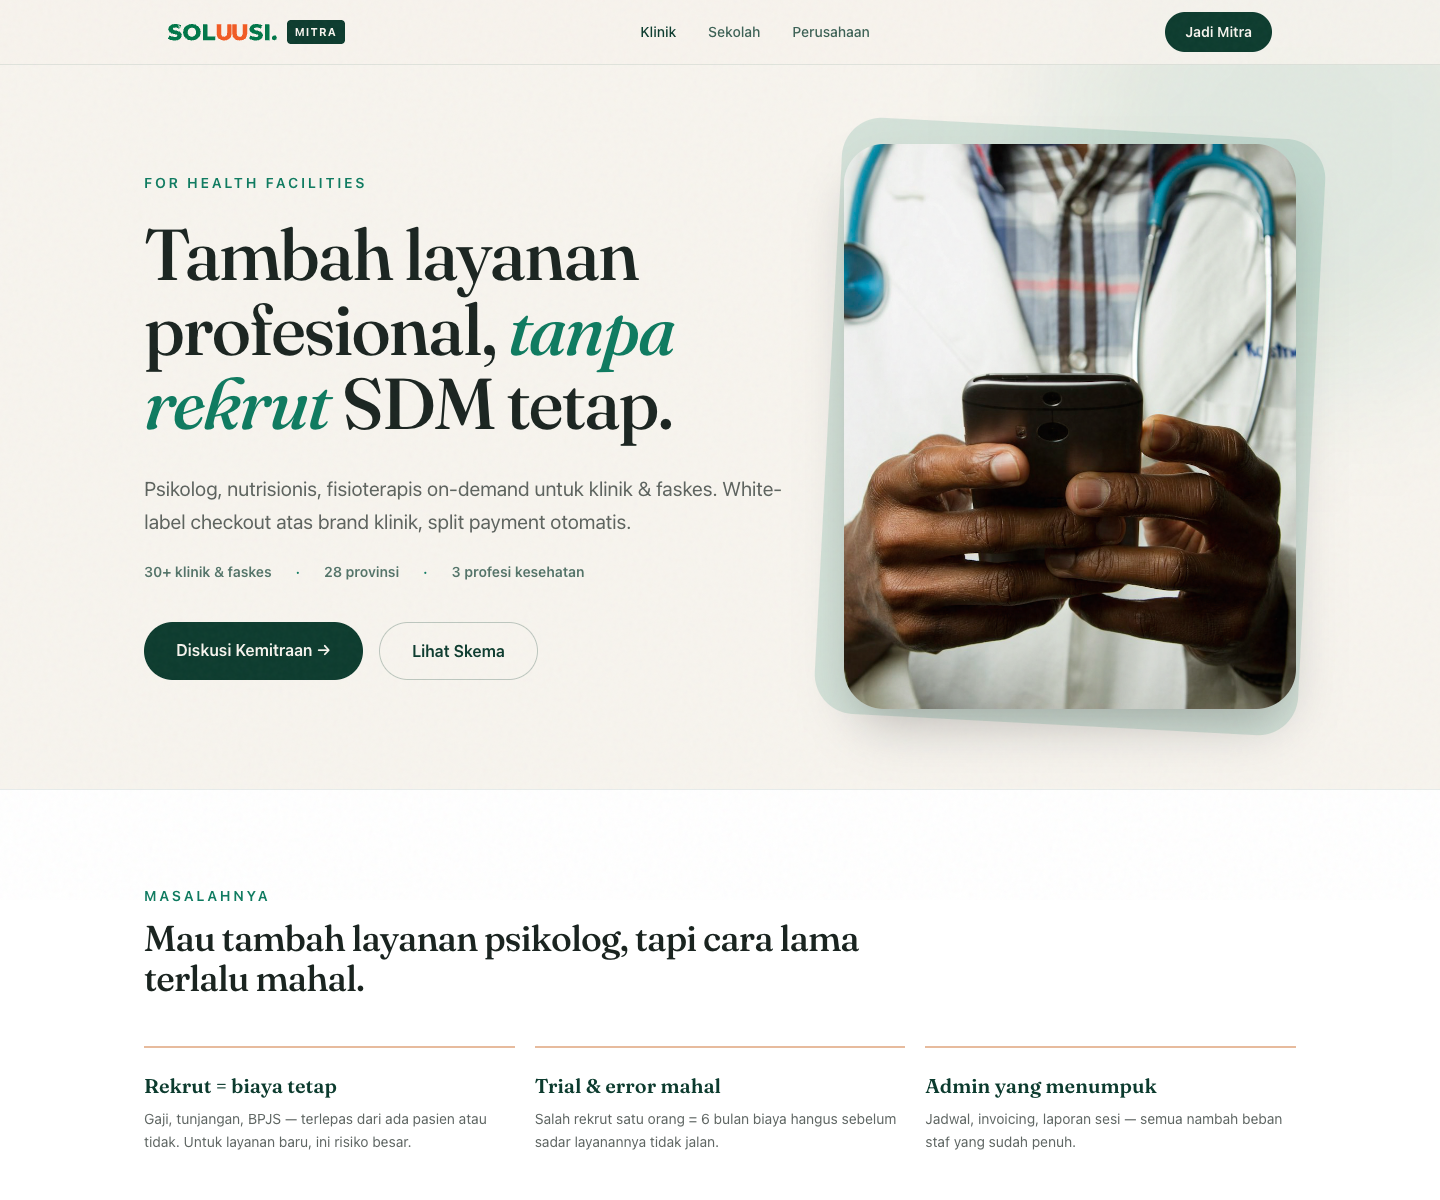 SOLUUSI. MITRA
Klinik Sekolah Perusahaan
Jadi Mitra
FOR HEALTH FACILITIES
Tambah layanan
profesional, tanpa
rekrut SDM tetap.
Psikolog, nutrisionis, fisioterapis on-demand untuk klinik & faskes. White-
label checkout atas brand klinik, split payment otomatis.
30+ klinik & faskes · 28 provinsi · 3 profesi kesehatan
Diskusi Kemitraan →
Lihat Skema
MASALAHNYA
Mau tambah layanan psikolog, tapi cara lama
terlalu mahal.
Rekrut = biaya tetap
Gaji, tunjangan, BPJS — terlepas dari ada pasien atau
tidak. Untuk layanan baru, ini risiko besar.
Trial & error mahal
Salah rekrut satu orang = 6 bulan biaya hangus sebelum
sadar layanannya tidak jalan.
Admin yang menumpuk
Jadwal, invoicing, laporan sesi — semua nambah beban
staf yang sudah penuh.